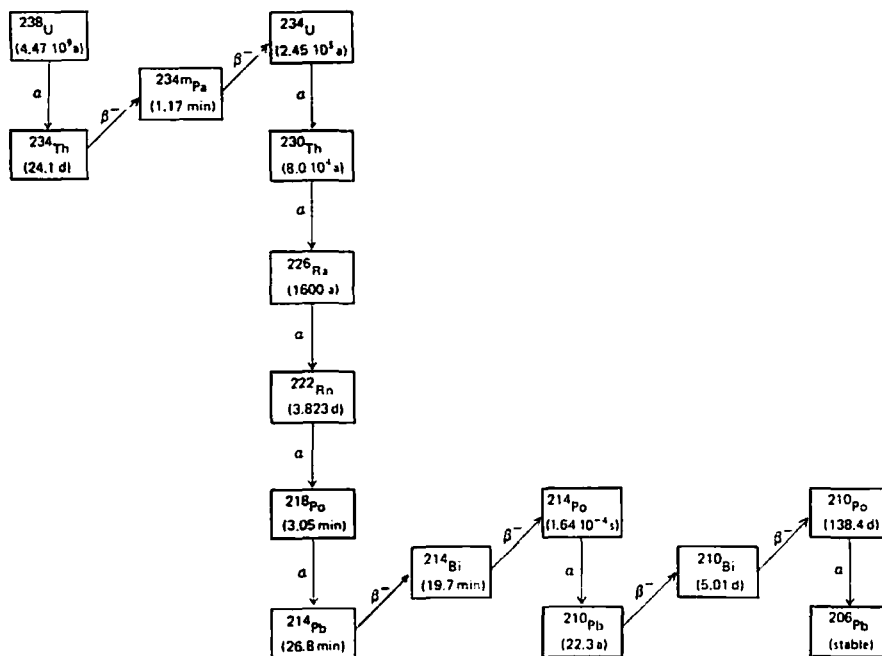 ²³⁸U
(4.47 10⁹a)
α
²³⁴Th
(24.1 d)
β⁻
²³⁴ᵐPa
(1.17 min)
β⁻
²³⁴U
(2.45 10⁵a)
α
²³⁰Th
(8.0 10⁴a)
α
²²⁶Ra
(1600 a)
α
²²²Rn
(3.823 d)
α
²¹⁸Po
(3.05 min)
α
²¹⁴Pb
(26.8 min)
β⁻
²¹⁴Bi
(19.7 min)
β⁻
²¹⁴Po
(1.64 10⁻⁴s)
α
²¹⁰Pb
(22.3 a)
β⁻
²¹⁰Bi
(5.01 d)
β⁻
²¹⁰Po
(138.4 d)
α
²⁰⁶Pb
(stable)